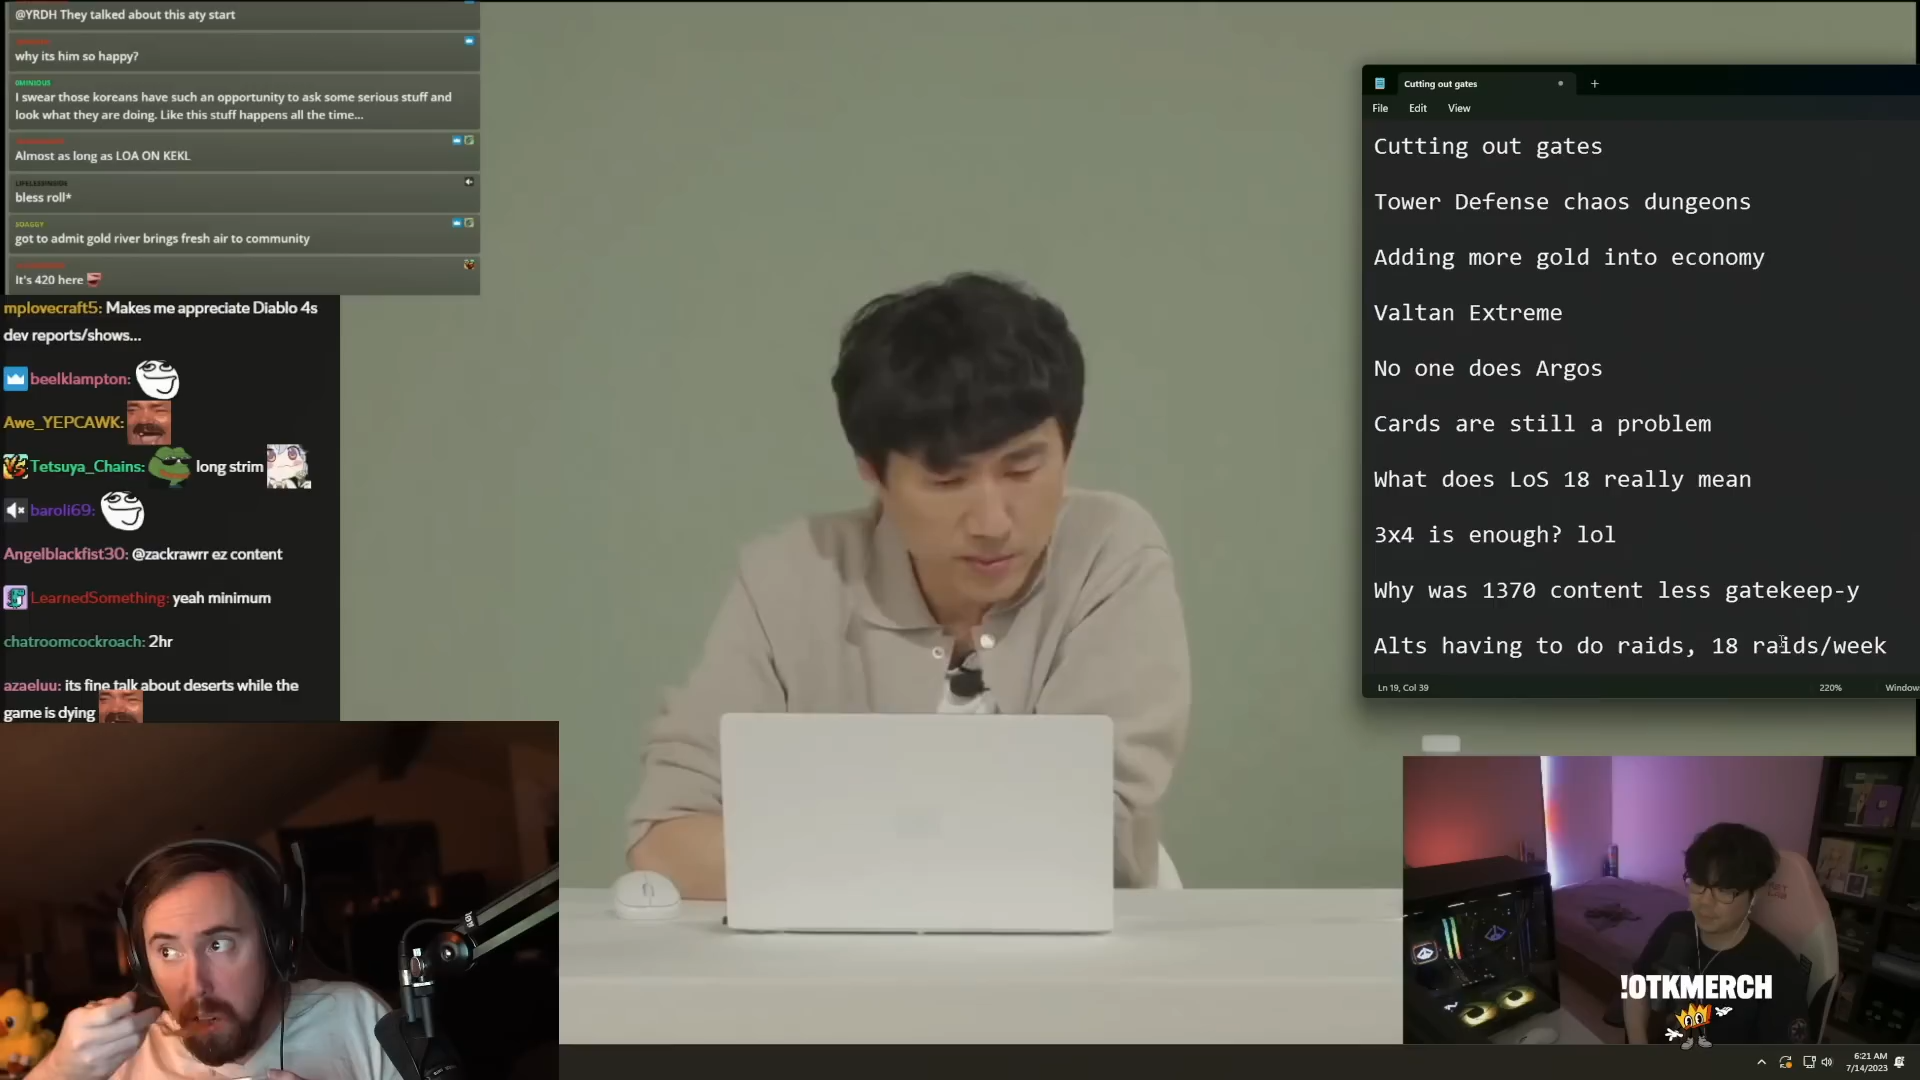 @YRDH They talked about this aty start
why its him so happy?
0MINIOUS
I swear those koreans have such an opportunity to ask some serious stuff and
look what they are doing. Like this stuff happens all the time...
Almost as long as LOA ON KEKL
bless roll*
SOAGGY
got to admit gold river brings fresh air to community
It's 420 here
mplovecraft5: Makes me appreciate Diablo 4s
dev reports/shows...
beelklampton:
Awe_YEPCAWK:
Tetsuya_Chains: long strim
baroli69:
Angelblackfist30: @zackrawrr ez content
LearnedSomething: yeah minimum
chatroomcockroach: 2hr
azaeluu: its fine talk about deserts while the
game is dying
Cutting out gates
File Edit View
Cutting out gates
Tower Defense chaos dungeons
Adding more gold into economy
Valtan Extreme
No one does Argos
Cards are still a problem
What does LoS 18 really mean
3x4 is enough? lol
Why was 1370 content less gatekeep-y
Alts having to do raids, 18 raids/week
Ln 19, Col 39
220%
Window
!OTKMERCH
6:21 AM
7/14/2023